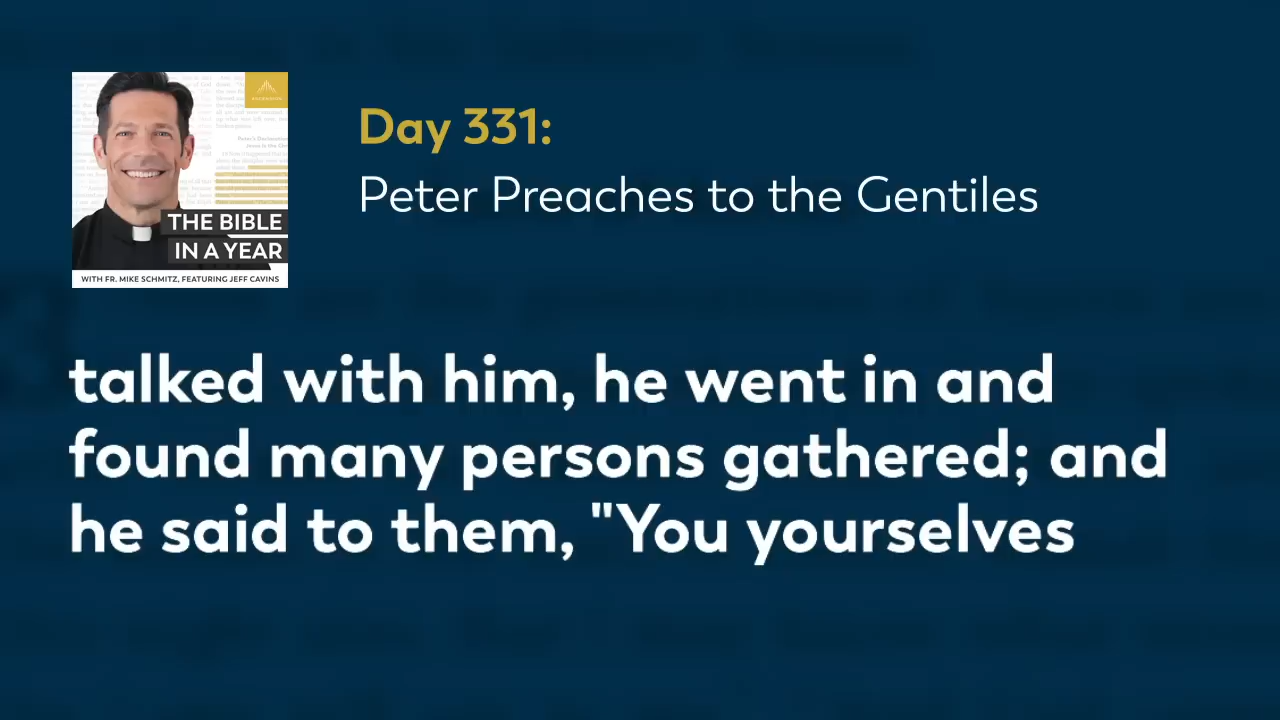 Day 331:
Peter Preaches to the Gentiles
THE BIBLE
IN A YEAR
WITH FR. MIKE SCHMITZ, FEATURING JEFF CAVINS
talked with him, he went in and
found many persons gathered; and
he said to them, "You yourselves